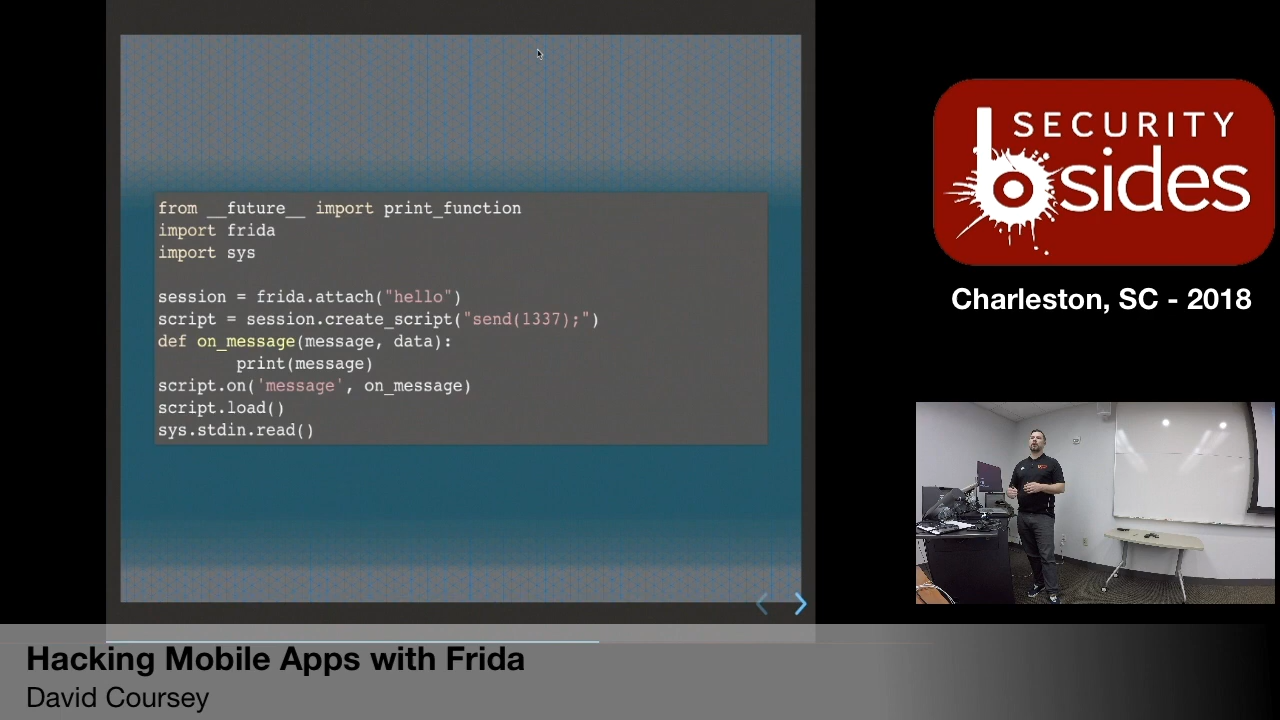 from __future__ import print_function
import frida
import sys
session = frida.attach("hello")
script = session.create_script("send(1337);")
def on_message(message, data):
print(message)
script.on('message', on_message)
script.load()
sys.stdin.read()
SECURITY
bsides
Charleston, SC - 2018
Hacking Mobile Apps with Frida
David Coursey